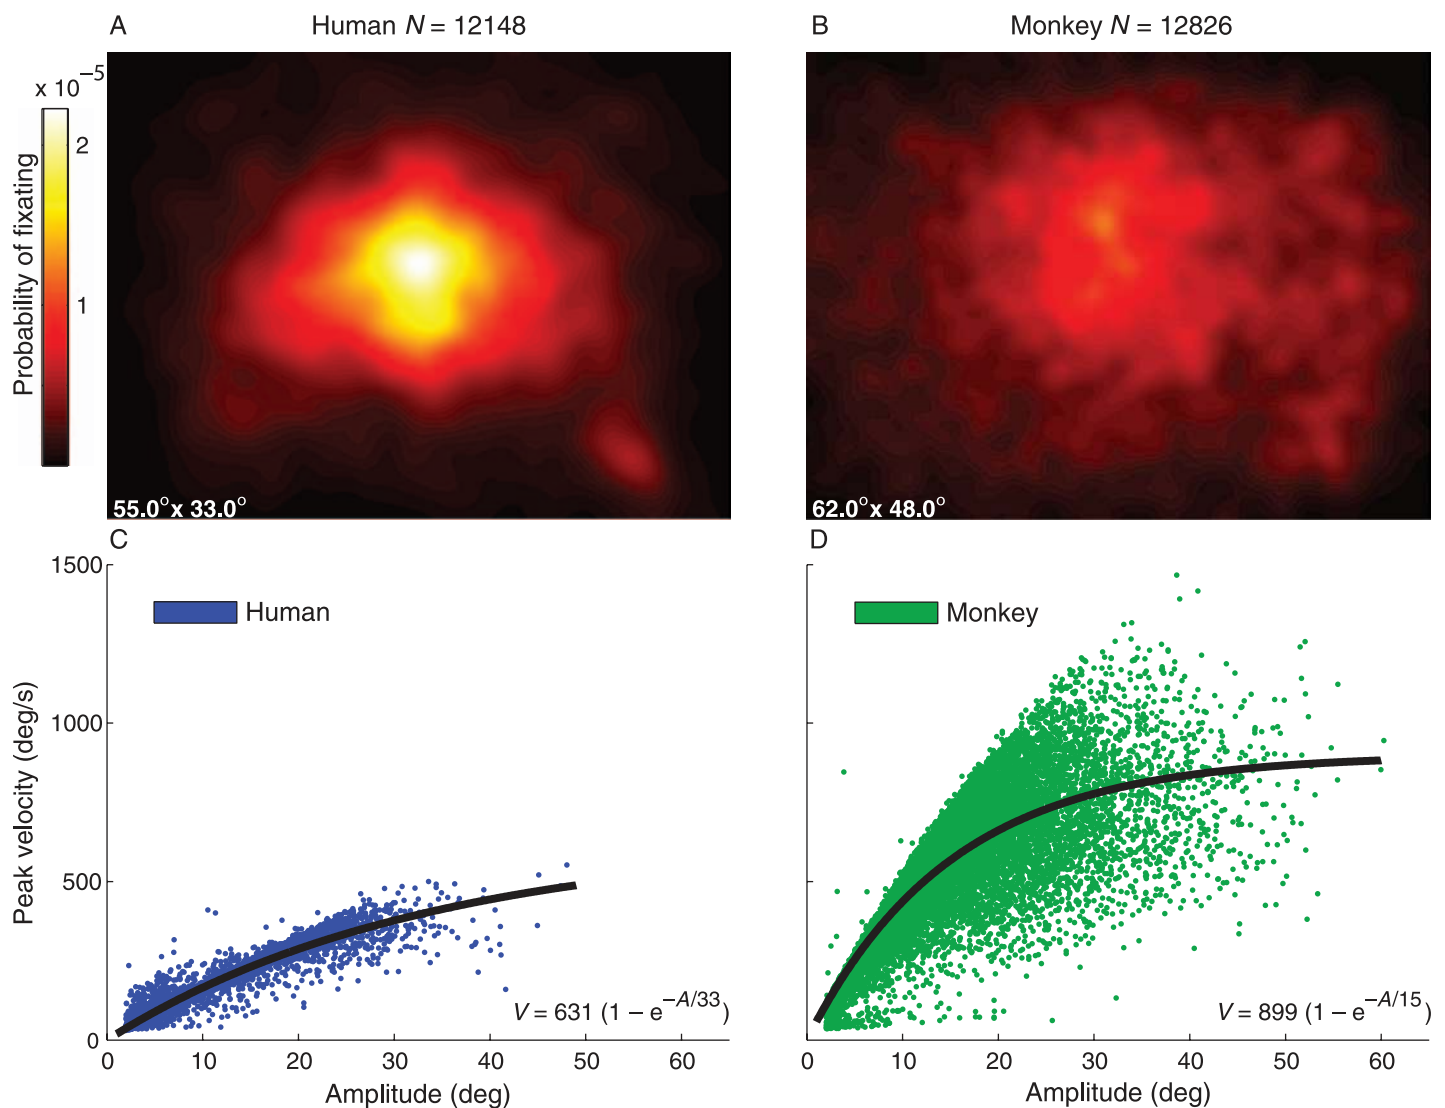 A Human N = 12148
B Monkey N = 12826
x 10−5
2
1
Probability of fixating
55.0° x 33.0°
62.0° x 48.0°
C
D
1500
1000
500
0
Peak velocity (deg/s)
Human
V = 631 (1 − e−A/33)
0 10 20 30 40 50 60
Amplitude (deg)
Monkey
V = 899 (1 − e−A/15)
0 10 20 30 40 50 60
Amplitude (deg)